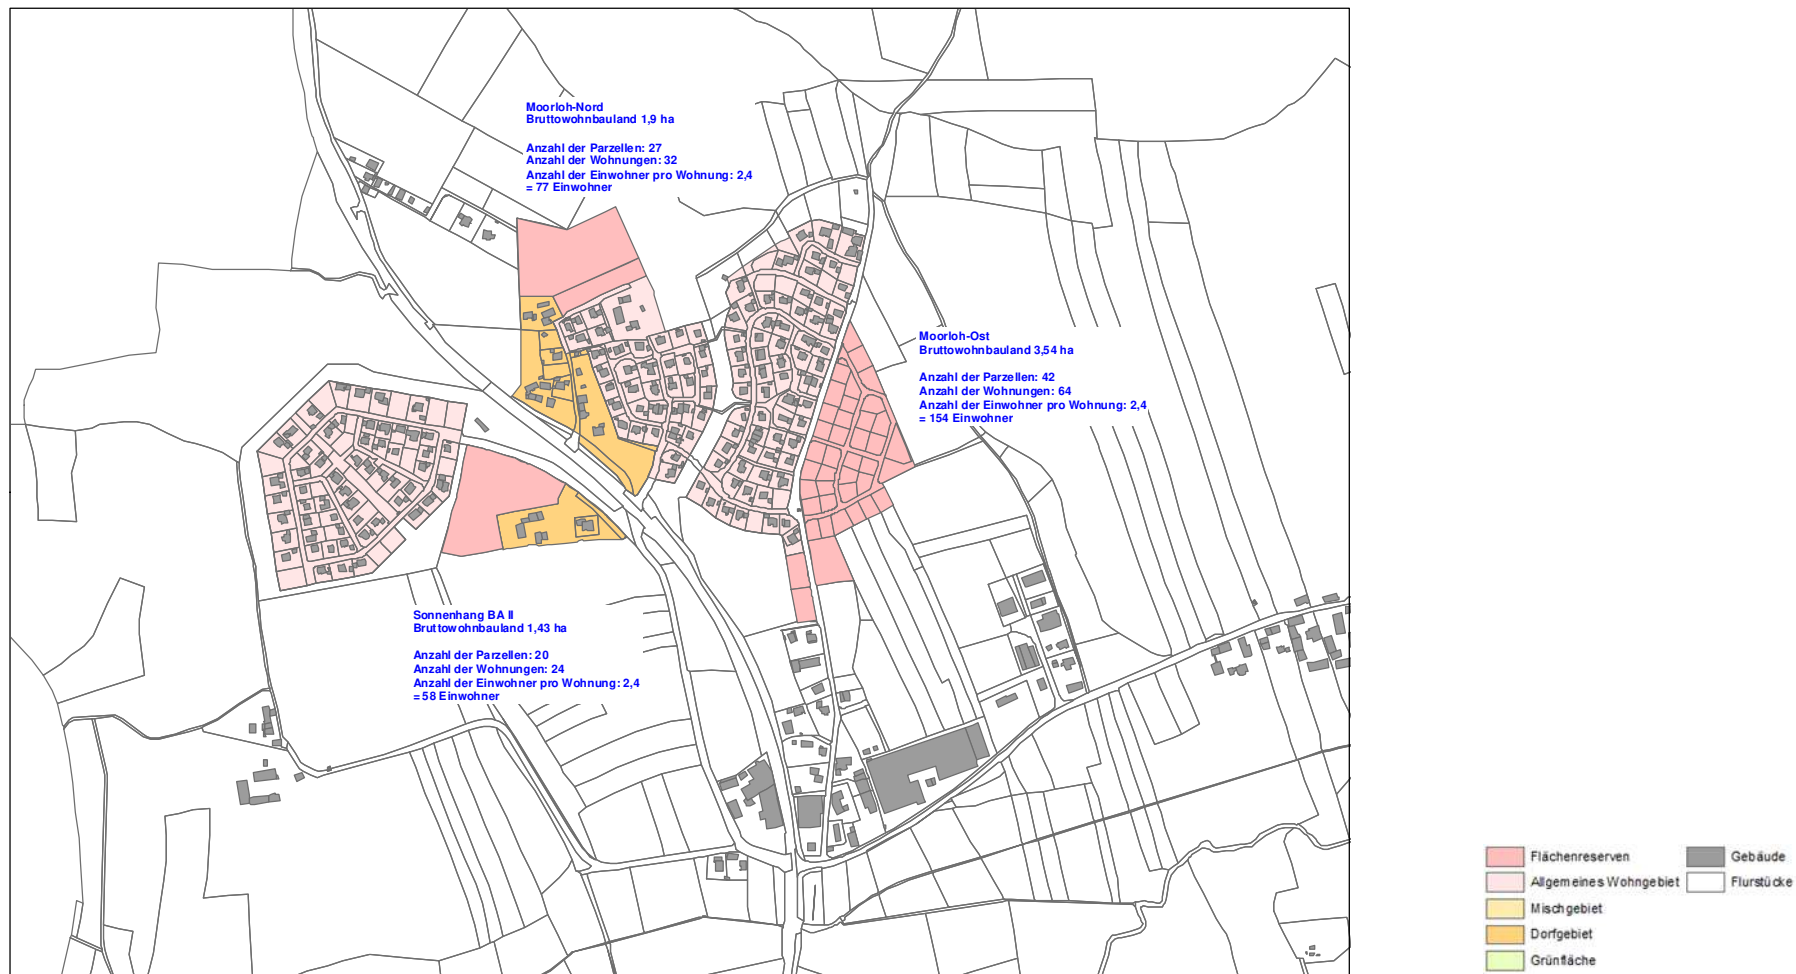 Moorloh-Nord
Bruttowohnbauland 1,9 ha
Anzahl der Parzellen: 27
Anzahl der Wohnungen: 32
Anzahl der Einwohner pro Wohnung: 2,4
= 77 Einwohner
Moorloh-Ost
Bruttowohnbauland 3,54 ha
Anzahl der Parzellen: 42
Anzahl der Wohnungen: 64
Anzahl der Einwohner pro Wohnung: 2,4
= 154 Einwohner
Sonnenhang BA II
Bruttowohnbauland 1,43 ha
Anzahl der Parzellen: 20
Anzahl der Wohnungen: 24
Anzahl der Einwohner pro Wohnung: 2,4
= 58 Einwohner
Flächenreserven
Allgemeines Wohngebiet
Mischgebiet
Dorfgebiet
Grünfläche
Gebäude
Flurstücke